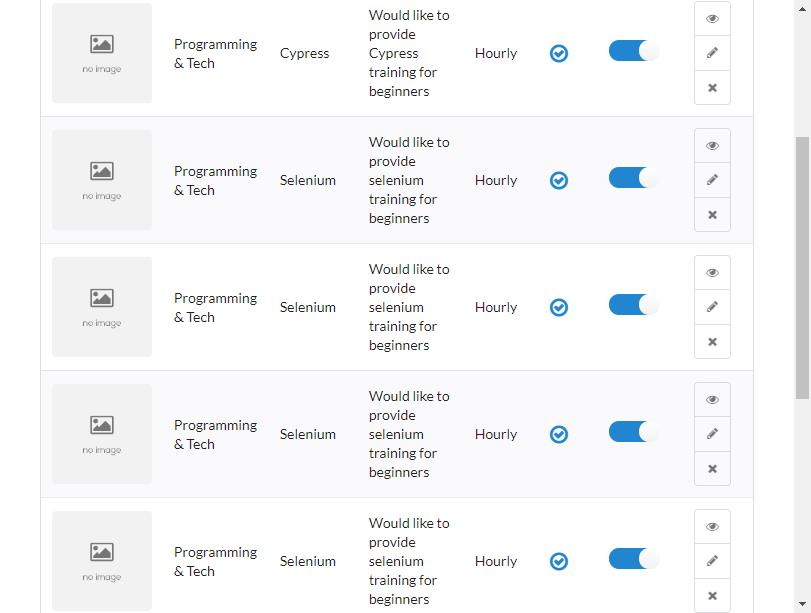 no image
Programming
& Tech
Cypress
Would like to
provide
Cypress
training for
beginners
Hourly
no image
Programming
& Tech
Selenium
Would like to
provide
selenium
training for
beginners
Hourly
no image
Programming
& Tech
Selenium
Would like to
provide
selenium
training for
beginners
Hourly
no image
Programming
& Tech
Selenium
Would like to
provide
selenium
training for
beginners
Hourly
no image
Programming
& Tech
Selenium
Would like to
provide
selenium
training for
beginners
Hourly